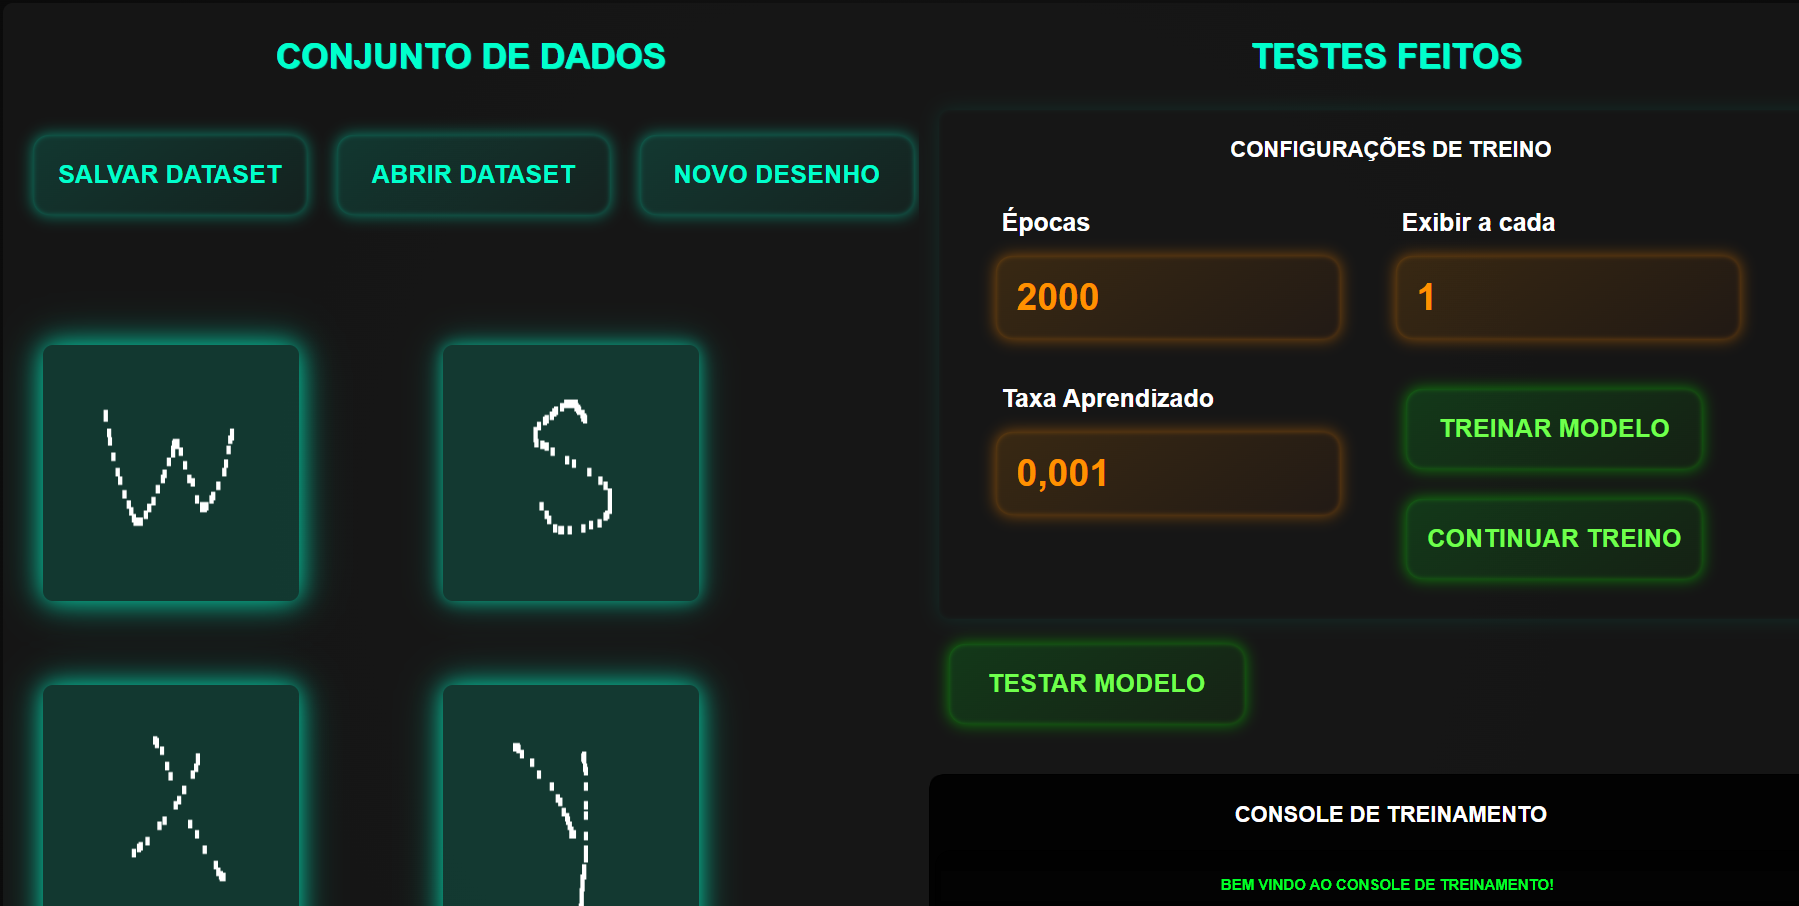 CONJUNTO DE DADOS
SALVAR DATASET
ABRIR DATASET
NOVO DESENHO
W
S
X
y
TESTES FEITOS
CONFIGURAÇÕES DE TREINO
Épocas
2000
Exibir a cada
1
Taxa Aprendizado
0,001
TREINAR MODELO
CONTINUAR TREINO
TESTAR MODELO
CONSOLE DE TREINAMENTO
BEM VINDO AO CONSOLE DE TREINAMENTO!